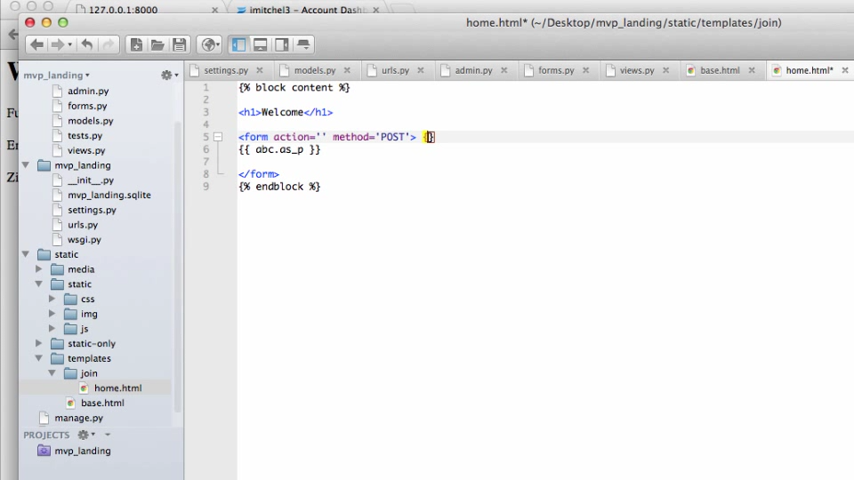 127.0.0.1:8000
jmitchel3 - Account Dashb
home.html* (~/Desktop/mvp_landing/static/templates/join)
mvp_landing
settings.py
models.py
urls.py
admin.py
forms.py
views.py
base.html
home.html*
admin.py
forms.py
models.py
tests.py
views.py
mvp_landing
__init__.py
mvp_landing.sqlite
settings.py
urls.py
wsgi.py
static
media
static
css
img
js
static-only
templates
join
home.html
base.html
manage.py
PROJECTS
mvp_landing
1 {% block content %}
2
3 <h1>Welcome</h1>
4
5 <form action='' method='POST'> {}
6 {{ abc.as_p }}
7
8 </form>
9 {% endblock %}